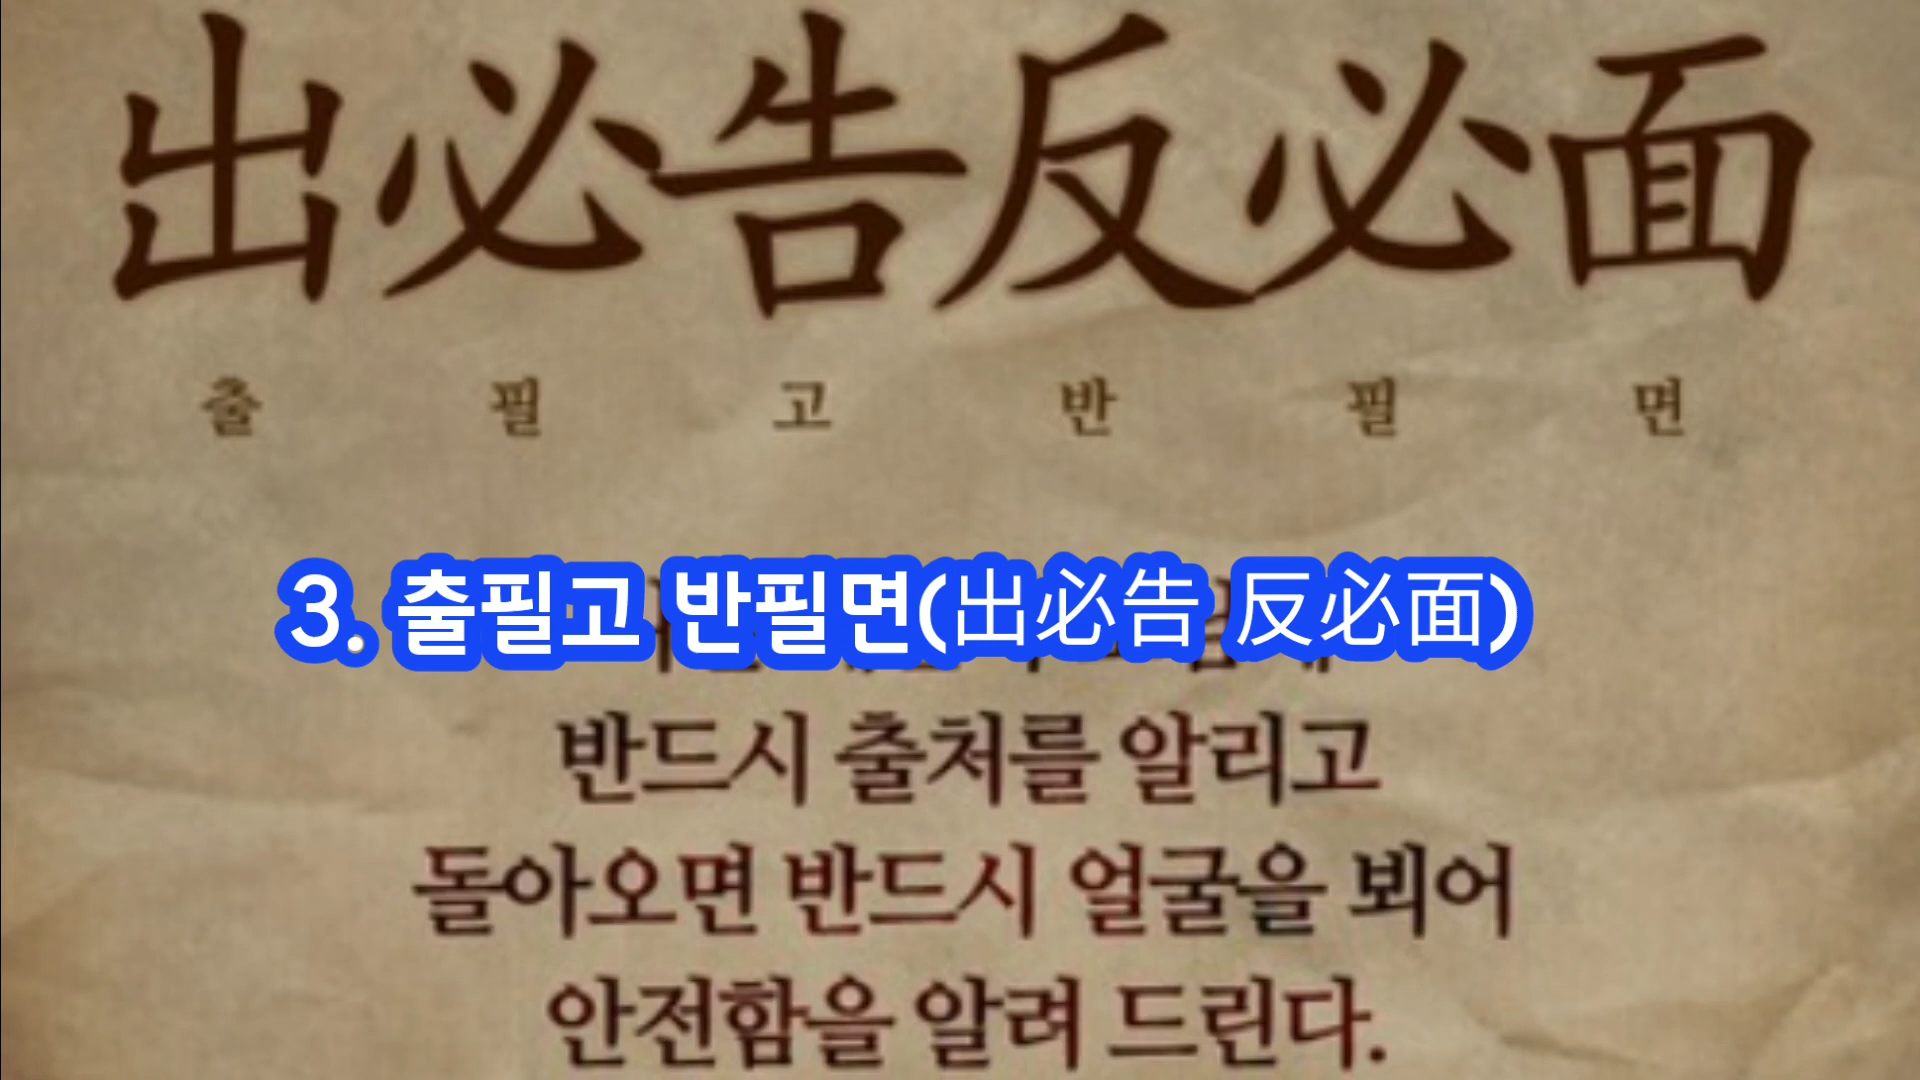 出必告反必面
출 필 고 반 필 면
3. 출필고 반필면(出必告 反必面)
반드시 출처를 알리고
돌아오면 반드시 얼굴을 뵈어
안전함을 알려 드린다.